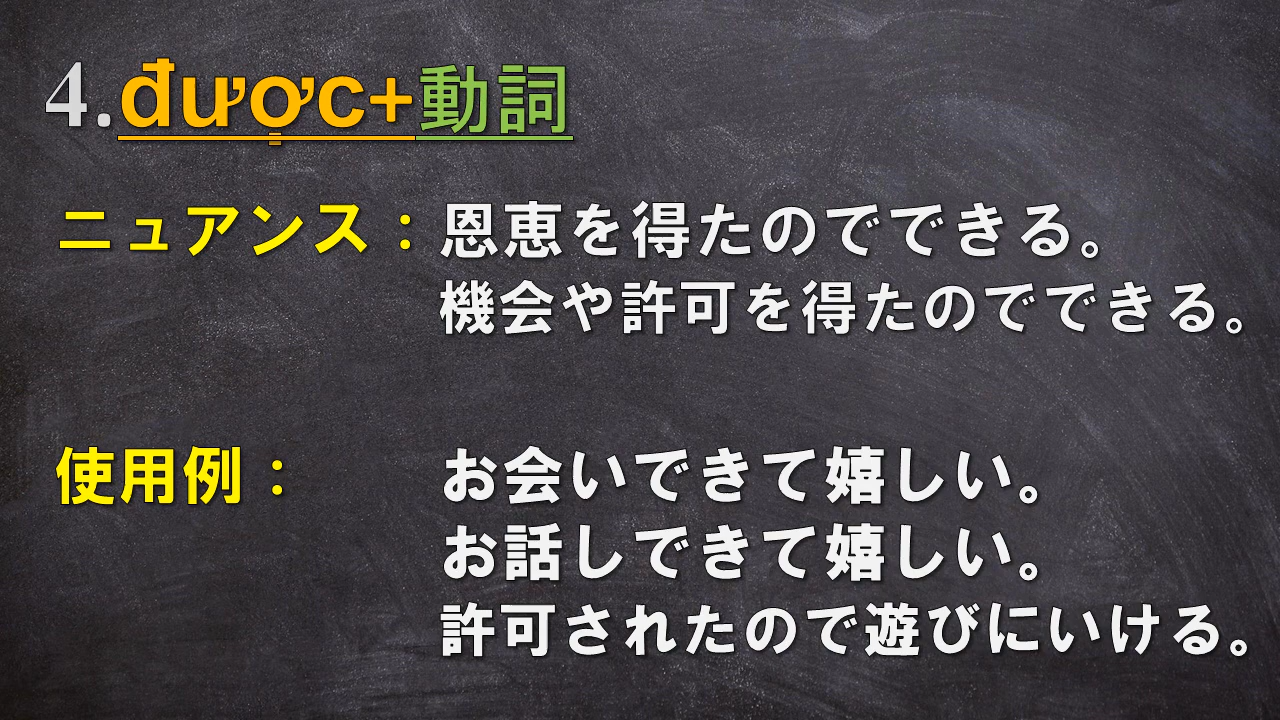 4.được+動詞
ニュアンス：恩恵を得たのでできる。
機会や許可を得たのでできる。
使用例：お会いできて嬉しい。
お話しできて嬉しい。
許可されたので遊びにいける。